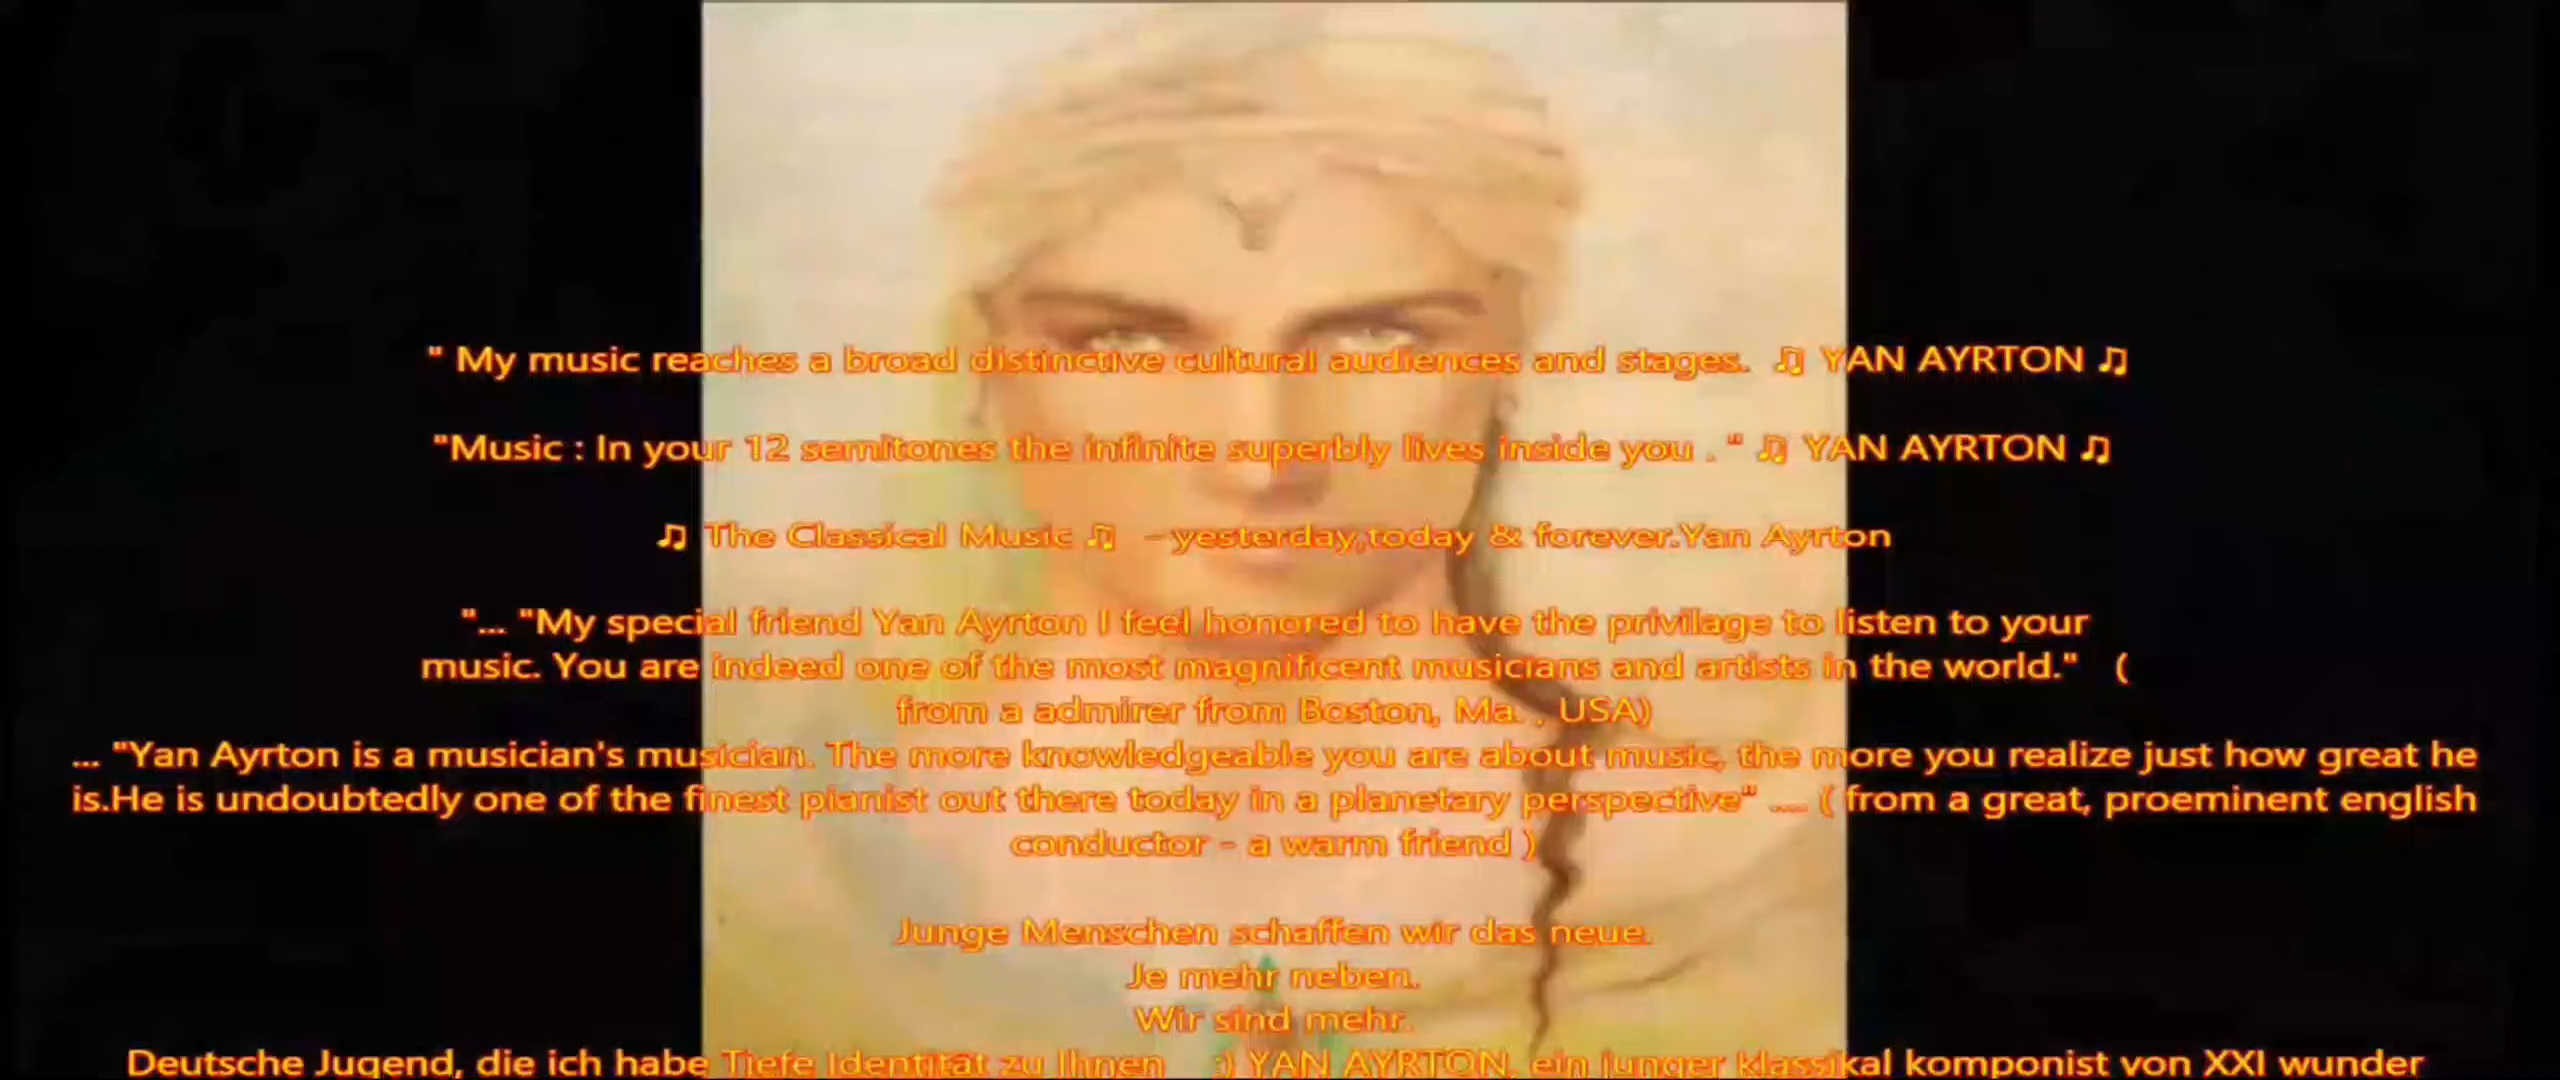 " My music reaches a broad distinctive cultural audiences and stages. ♫ YAN AYRTON ♫
"Music : In your 12 semitones the infinite superbly lives inside you . " ♫ YAN AYRTON ♫
♫ The Classical Music ♫ - yesterday,today & forever.Yan Ayrton
"... "My special friend Yan Ayrton I feel honored to have the privilage to listen to your
music. You are indeed one of the most magnificent musicians and artists in the world." (
from a admirer from Boston, Ma. , USA)
... "Yan Ayrton is a musician's musician. The more knowledgeable you are about music, the more you realize just how great he
is.He is undoubtedly one of the finest pianist out there today in a planetary perspective" .... ( from a great, proeminent english
conductor - a warm friend )
Junge Menschen schaffen wir das neue.
Je mehr neben.
Wir sind mehr.
Deutsche Jugend, die ich habe Tiefe Identität zu Ihnen :) YAN AYRTON, ein junger klassikal komponist von XXI wunder